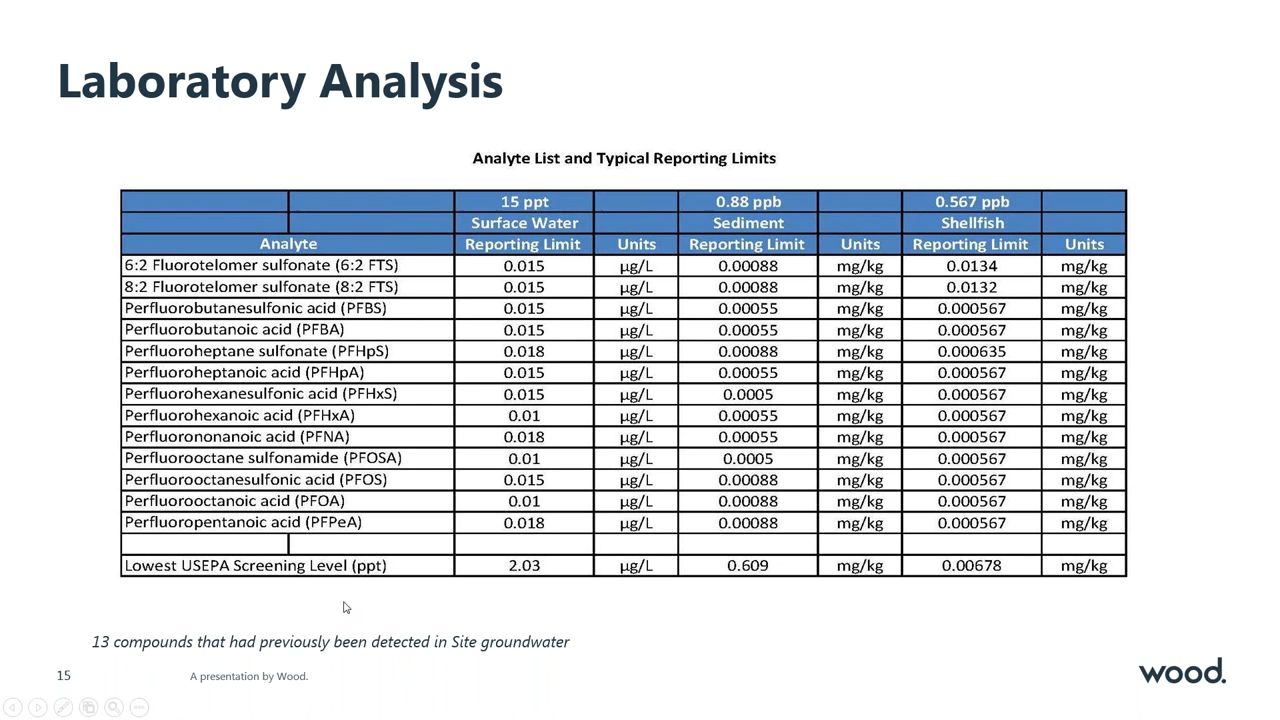 Laboratory Analysis
Analyte List and Typical Reporting Limits
15 ppt 0.88 ppb 0.567 ppb
Surface Water Sediment Shellfish
Analyte Reporting Limit Units Reporting Limit Units Reporting Limit Units
6:2 Fluorotelomer sulfonate (6:2 FTS) 0.015 µg/L 0.00088 mg/kg 0.0134 mg/kg
8:2 Fluorotelomer sulfonate (8:2 FTS) 0.015 µg/L 0.00088 mg/kg 0.0132 mg/kg
Perfluorobutanesulfonic acid (PFBS) 0.015 µg/L 0.00055 mg/kg 0.000567 mg/kg
Perfluorobutanoic acid (PFBA) 0.015 µg/L 0.00055 mg/kg 0.000567 mg/kg
Perfluoroheptane sulfonate (PFHpS) 0.018 µg/L 0.00088 mg/kg 0.000635 mg/kg
Perfluoroheptanoic acid (PFHpA) 0.015 µg/L 0.00055 mg/kg 0.000567 mg/kg
Perfluorohexanesulfonic acid (PFHxS) 0.015 µg/L 0.0005 mg/kg 0.000567 mg/kg
Perfluorohexanoic acid (PFHxA) 0.01 µg/L 0.00055 mg/kg 0.000567 mg/kg
Perfluorononanoic acid (PFNA) 0.018 µg/L 0.00055 mg/kg 0.000567 mg/kg
Perfluorooctane sulfonamide (PFOSA) 0.01 µg/L 0.0005 mg/kg 0.000567 mg/kg
Perfluorooctanesulfonic acid (PFOS) 0.015 µg/L 0.00088 mg/kg 0.000567 mg/kg
Perfluorooctanoic acid (PFOA) 0.01 µg/L 0.00088 mg/kg 0.000567 mg/kg
Perfluoropentanoic acid (PFPeA) 0.018 µg/L 0.00088 mg/kg 0.000567 mg/kg
Lowest USEPA Screening Level (ppt) 2.03 µg/L 0.609 mg/kg 0.00678 mg/kg
13 compounds that had previously been detected in Site groundwater
15 A presentation by Wood.
wood.